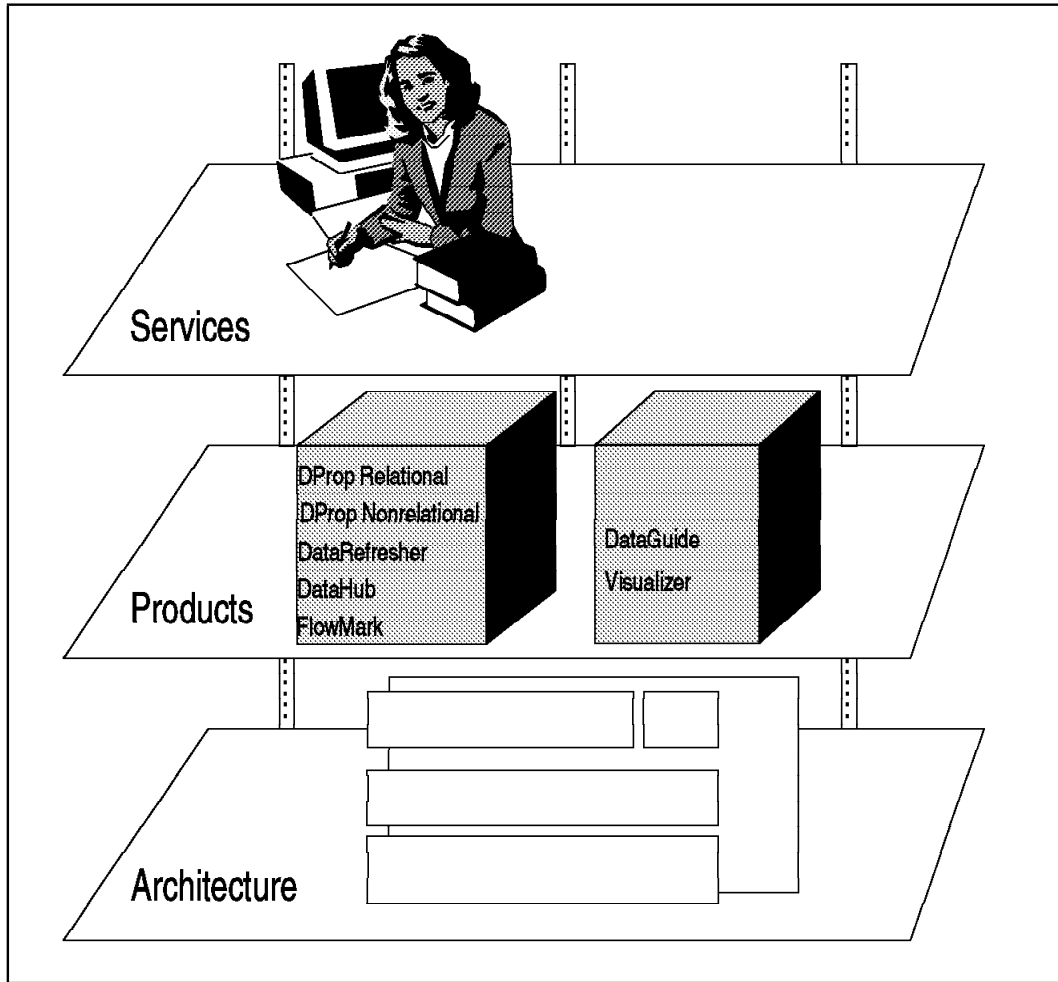 Services
DProp Relational
DProp Nonrelational
DataRefresher
DataHub
FlowMark
DataGuide
Visualizer
Products
Architecture